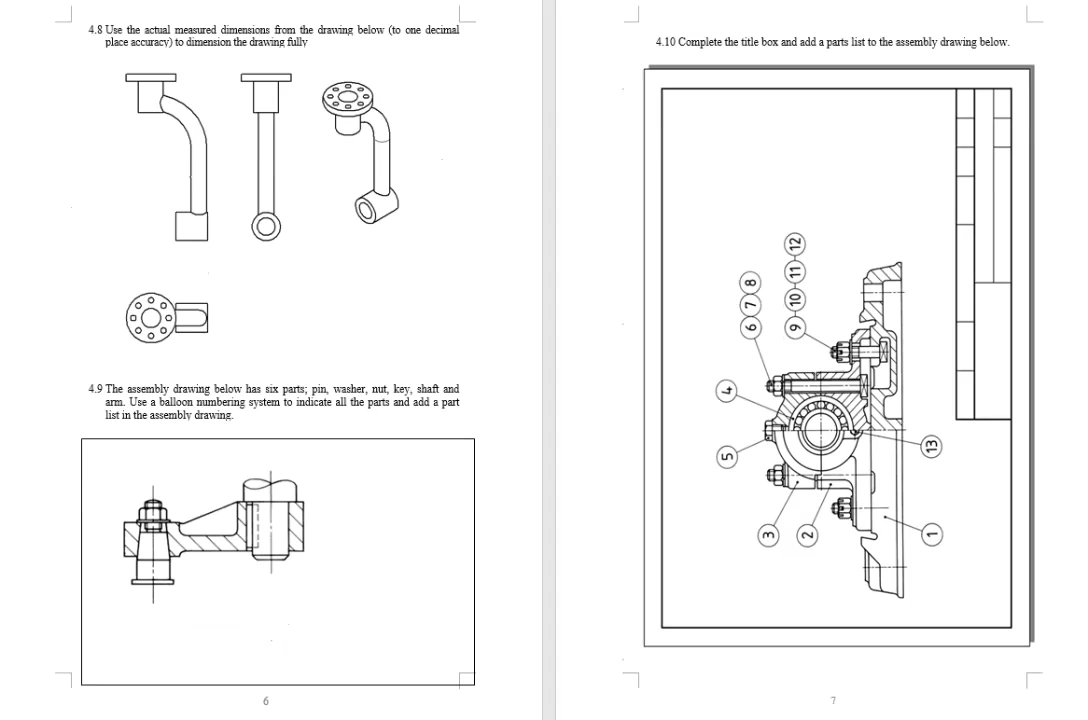 4.8 Use the actual measured dimensions from the drawing below (to one decimal
place accuracy) to dimension the drawing fully
4.9 The assembly drawing below has six parts; pin, washer, nut, key, shaft and
arm. Use a balloon numbering system to indicate all the parts and add a part
list in the assembly drawing.
6
4.10 Complete the title box and add a parts list to the assembly drawing below.
9 10 11 12
6 7 8
4
5
13
3
2
1
7